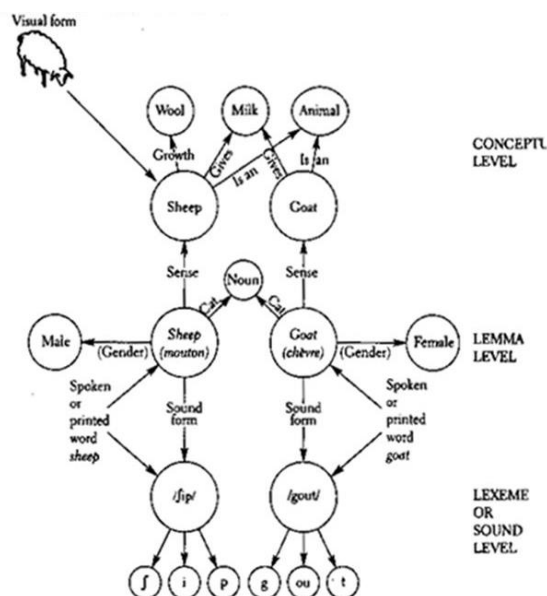 Visual form
Wool
Milk
Animal
CONCEPTU
LEVEL
Growth
Gives
Is an
Gives
Is an
Sheep
Goat
Sense
Noun
Sense
Cat
Cat
Male
(Gender)
Sheep
(mouton)
Goat
(chèvre)
(Gender)
Female
LEMMA
LEVEL
Spoken
or
printed
word
sheep
Sound
form
Sound
form
Spoken
or
printed
word
goat
/ʃip/
/gout/
LEXEME
OR
SOUND
LEVEL
ʃ
i
p
g
ou
t